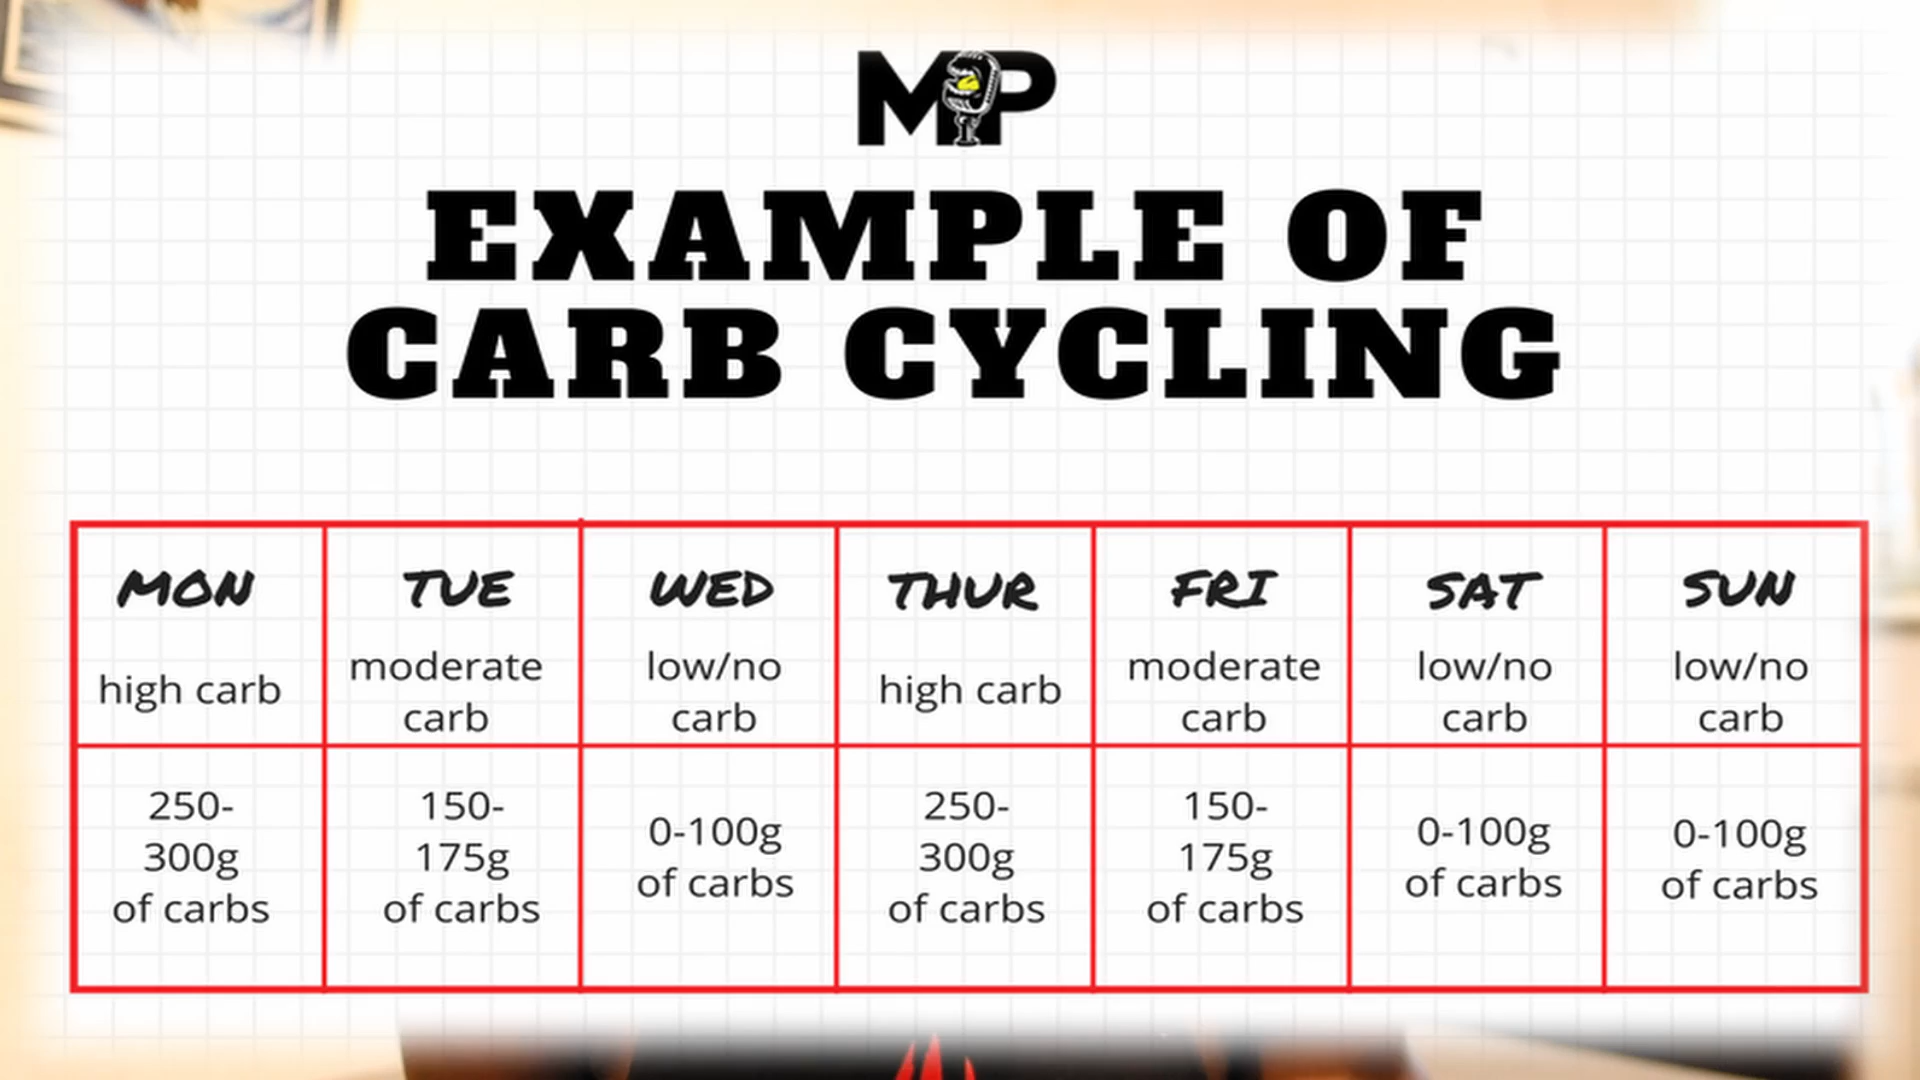 MP
EXAMPLE OF
CARB CYCLING
MON
high carb
250-
300g
of carbs
TUE
moderate
carb
150-
175g
of carbs
WED
low/no
carb
0-100g
of carbs
THUR
high carb
250-
300g
of carbs
FRI
moderate
carb
150-
175g
of carbs
SAT
low/no
carb
0-100g
of carbs
SUN
low/no
carb
0-100g
of carbs